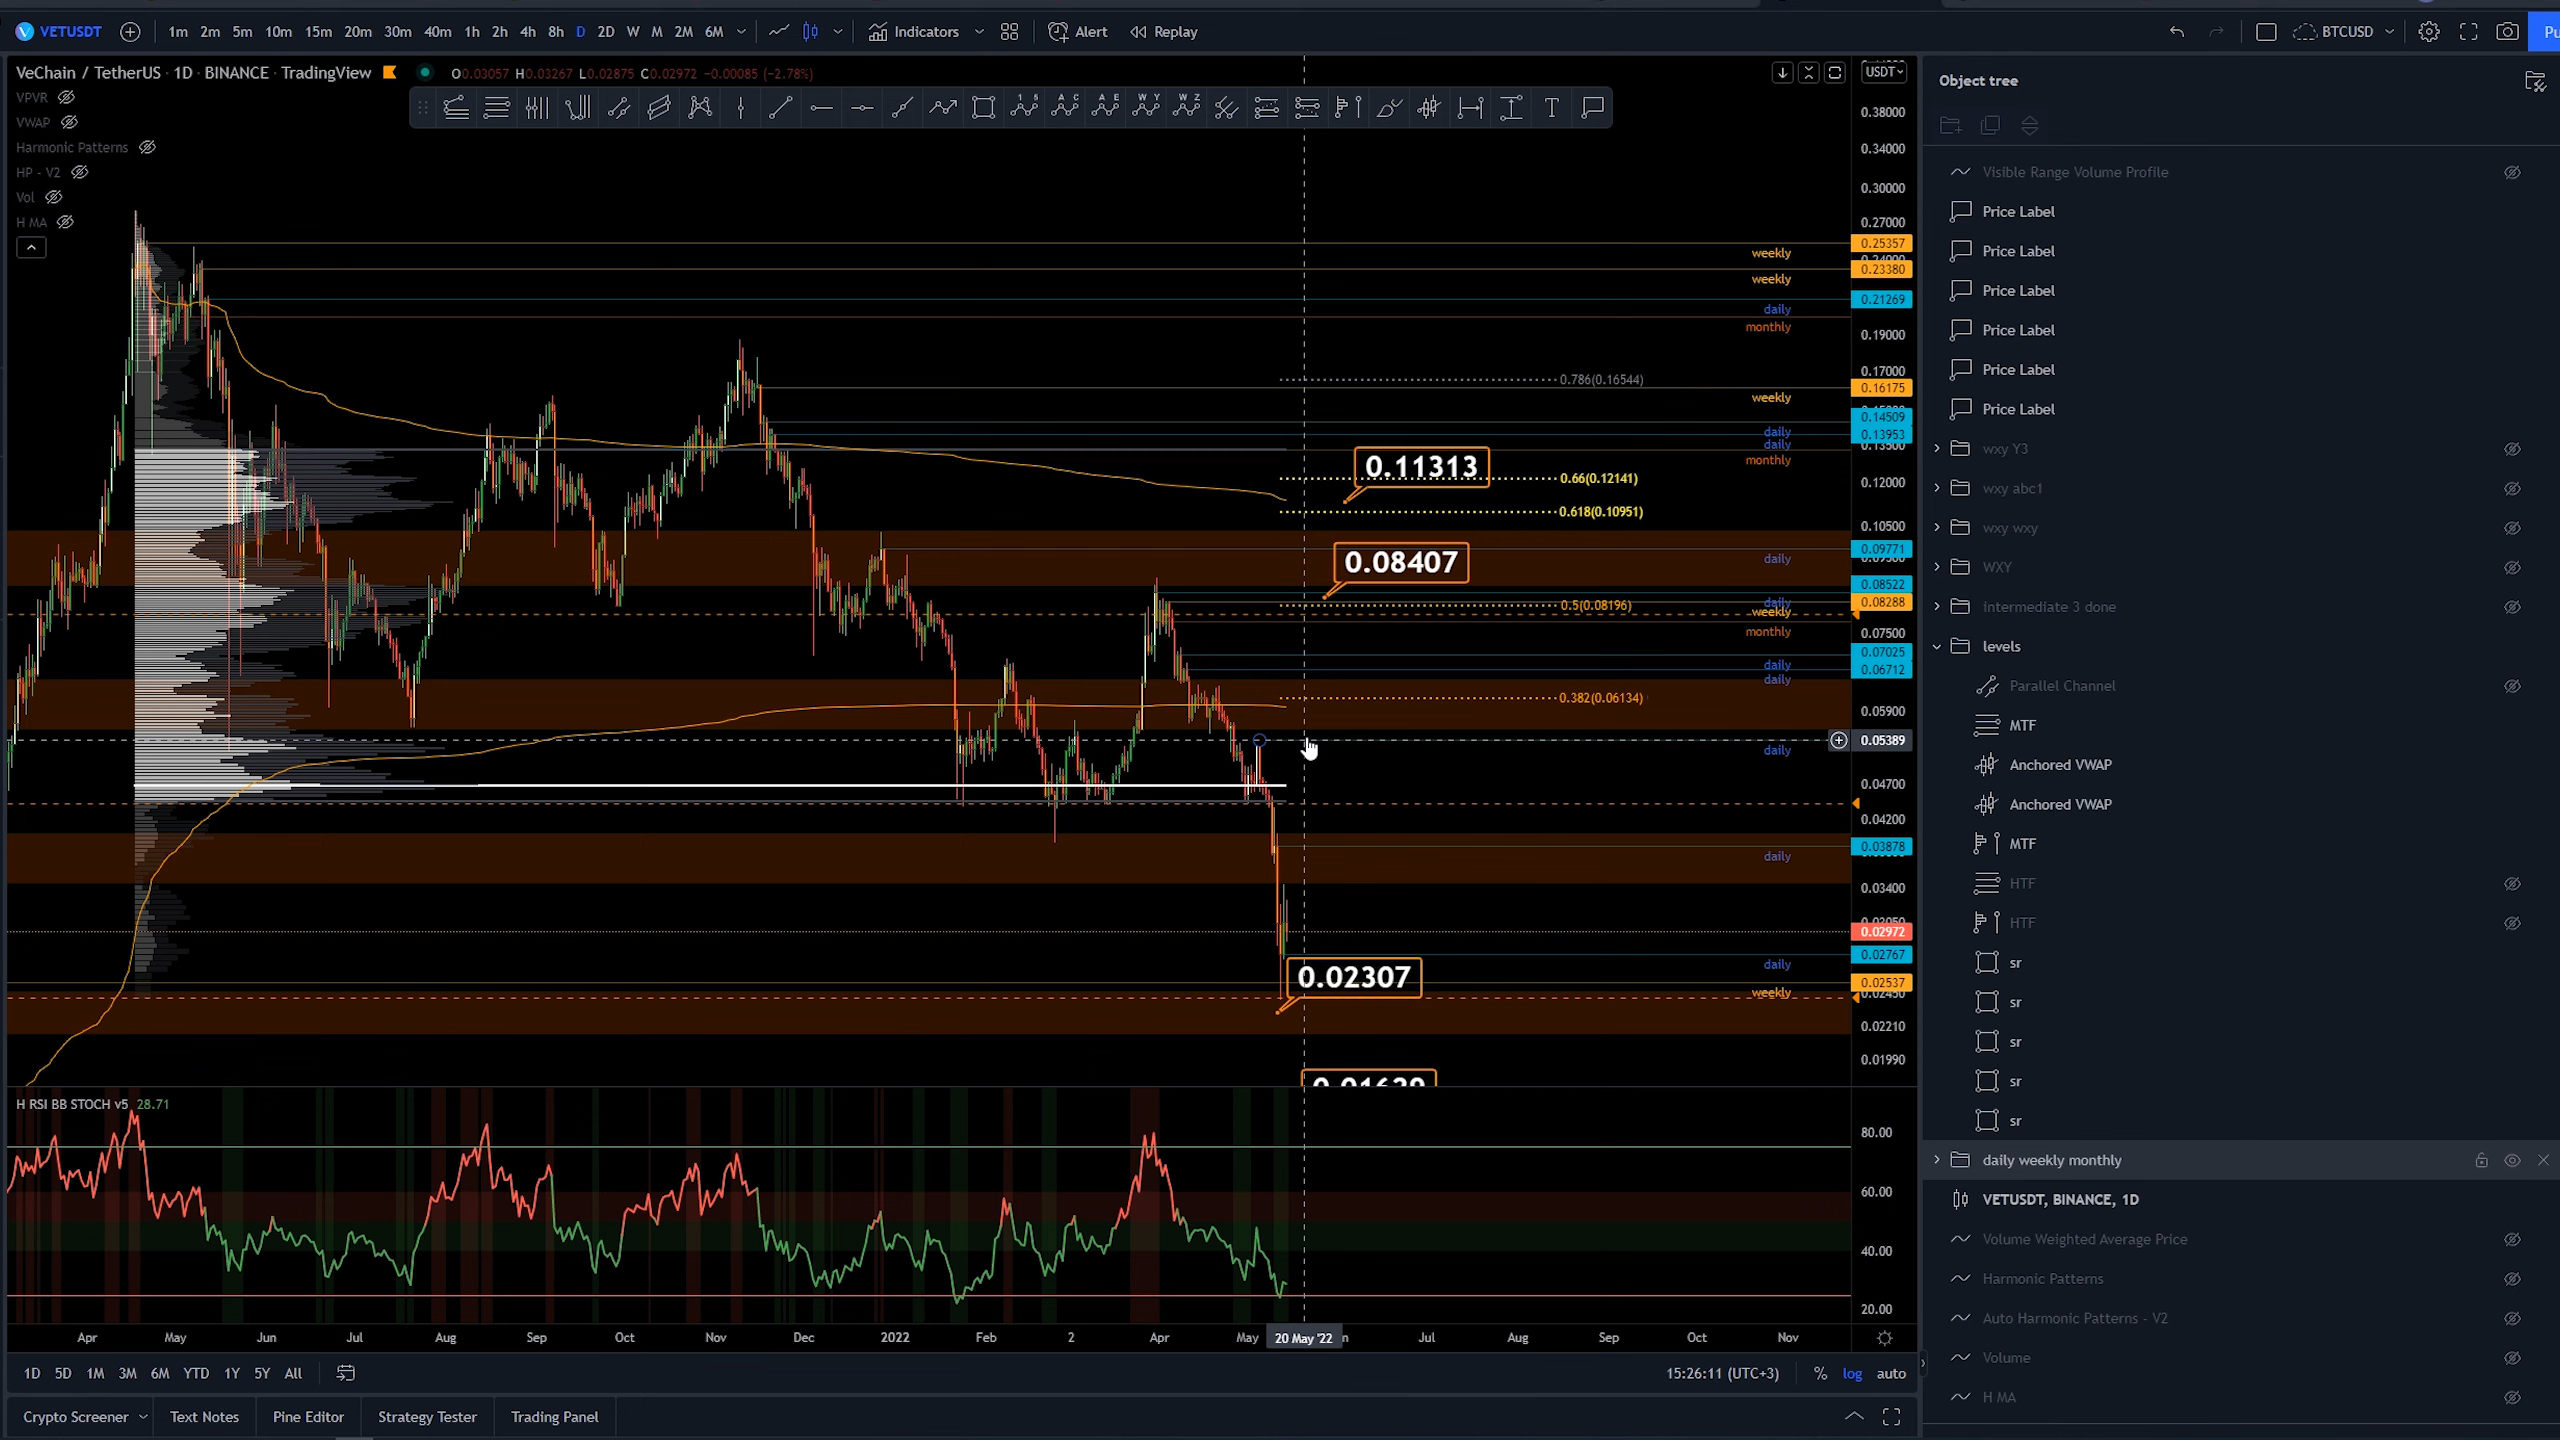 VETUSDT 1m 2m 5m 10m 15m 20m 30m 40m 1h 2h 4h 8h D 2D W M 2M 6M Indicators Alert Replay BTCUSD
VeChain / TetherUS · 1D · BINANCE · TradingView O0.03057 H0.03267 L0.02875 C0.02972 -0.00085 (-2.78%) USDT
VPVR
VWAP
Harmonic Patterns
HP - V2
Vol
H MA
0.38000
0.34000
0.30000
0.27000
0.25357
weekly
0.23380
weekly
0.21269
daily
monthly
0.19000
0.17000
0.786(0.16544)
0.16175
weekly
0.14509
daily
0.13953
daily
monthly
0.11313
0.66(0.12141)
0.12000
0.618(0.10951)
0.10500
0.09771
daily
0.08407
0.08522
daily
0.08288
0.5(0.08196)
weekly
monthly
0.07500
0.07025
daily
0.06712
daily
0.382(0.06134)
0.05900
0.05389
daily
0.04700
0.04200
0.03878
daily
0.03400
0.02972
0.02767
daily
0.02307
0.02537
weekly
0.02210
0.01990
H RSI BB STOCH v5 28.71
80.00
60.00
40.00
20.00
Apr May Jun Jul Aug Sep Oct Nov Dec 2022 Feb 2 Apr May 20 May '22 Jul Aug Sep Oct Nov
1D 5D 1M 3M 6M YTD 1Y 5Y All 15:26:11 (UTC+3) % log auto
Crypto Screener Text Notes Pine Editor Strategy Tester Trading Panel
Object tree
Visible Range Volume Profile
Price Label
Price Label
Price Label
Price Label
Price Label
Price Label
wxy Y3
wxy abc1
wxy wxy
WXY
intermediate 3 done
levels
Parallel Channel
MTF
Anchored VWAP
Anchored VWAP
MTF
HTF
HTF
sr
sr
sr
sr
sr
daily weekly monthly
VETUSDT, BINANCE, 1D
Volume Weighted Average Price
Harmonic Patterns
Auto Harmonic Patterns - V2
Volume
H MA